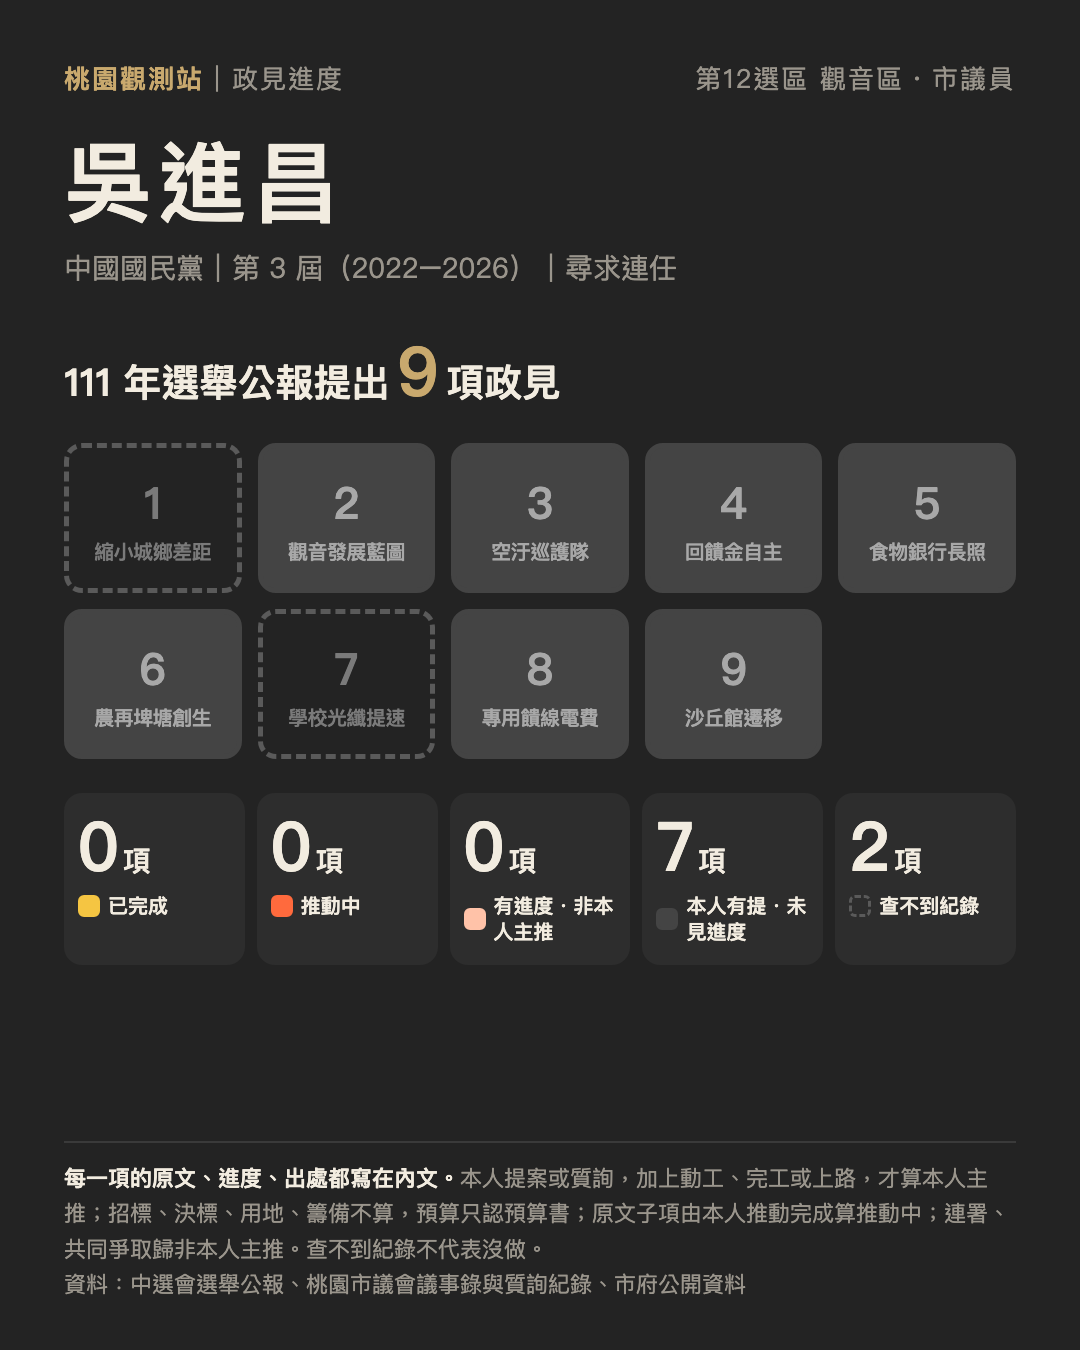 桃園觀測站｜政見進度
第12選區 觀音區・市議員
吳進昌
中國國民黨｜第 3 屆（2022—2026）｜尋求連任
111 年選舉公報提出 9 項政見
1
縮小城鄉差距
2
觀音發展藍圖
3
空汙巡護隊
4
回饋金自主
5
食物銀行長照
6
農再埤塘創生
7
學校光纖提速
8
專用饋線電費
9
沙丘館遷移
0項
已完成
0項
推動中
0項
有進度・非本
人主推
7項
本人有提・未
見進度
2項
查不到紀錄
每一項的原文、進度、出處都寫在內文。本人提案或質詢，加上動工、完工或上路，才算本人主
推；招標、決標、用地、籌備不算，預算只認預算書；原文子項由本人推動完成算推動中；連署、
共同爭取歸非本人主推。查不到紀錄不代表沒做。
資料：中選會選舉公報、桃園市議會議事錄與質詢紀錄、市府公開資料